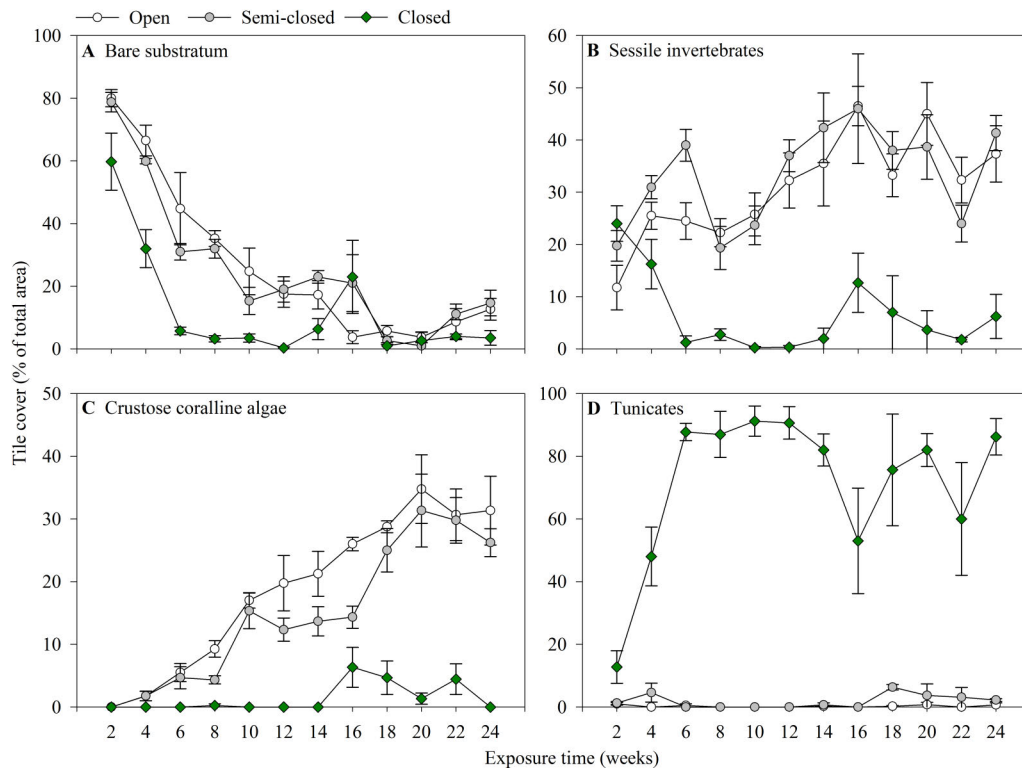 Open Semi-closed Closed
A Bare substratum
100
80
60
40
20
0
B Sessile invertebrates
60
50
40
30
20
10
0
C Crustose coralline algae
50
40
30
20
10
0
D Tunicates
100
80
60
40
20
0
Tile cover (% of total area)
2 4 6 8 10 12 14 16 18 20 22 24
2 4 6 8 10 12 14 16 18 20 22 24
Exposure time (weeks)